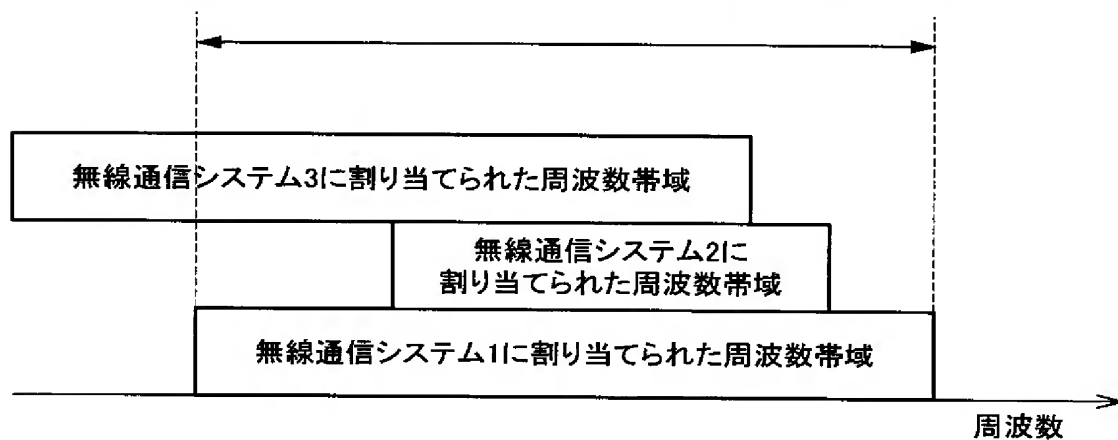 無線通信システム3に割り当てられた周波数帯域
無線通信システム2に
割り当てられた周波数帯域
無線通信システム1に割り当てられた周波数帯域
周波数